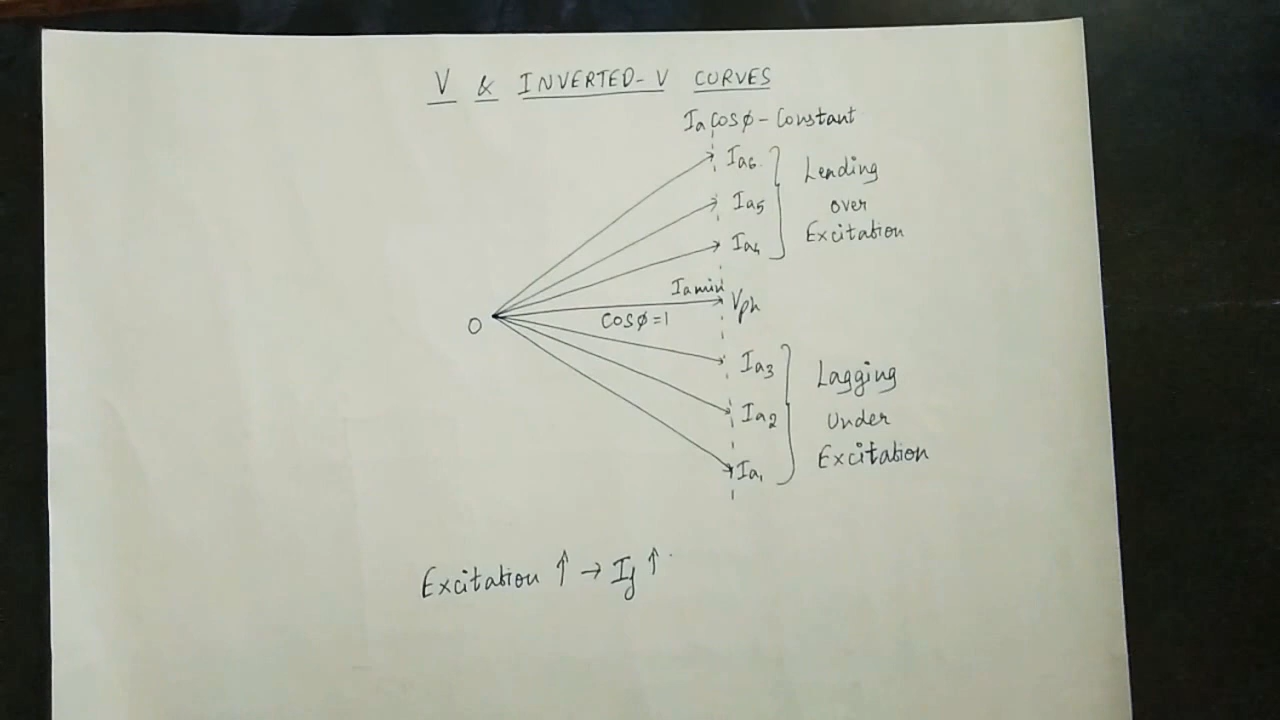 V & INVERTED-V CURVES
Ia cosφ - Constant
Ia6
Ia5
Ia4
Leading
over
Excitation
Ia min
Vph
O
cosφ=1
Ia3
Ia2
Ia1
Lagging
Under
Excitation
Excitation ↑ → If ↑